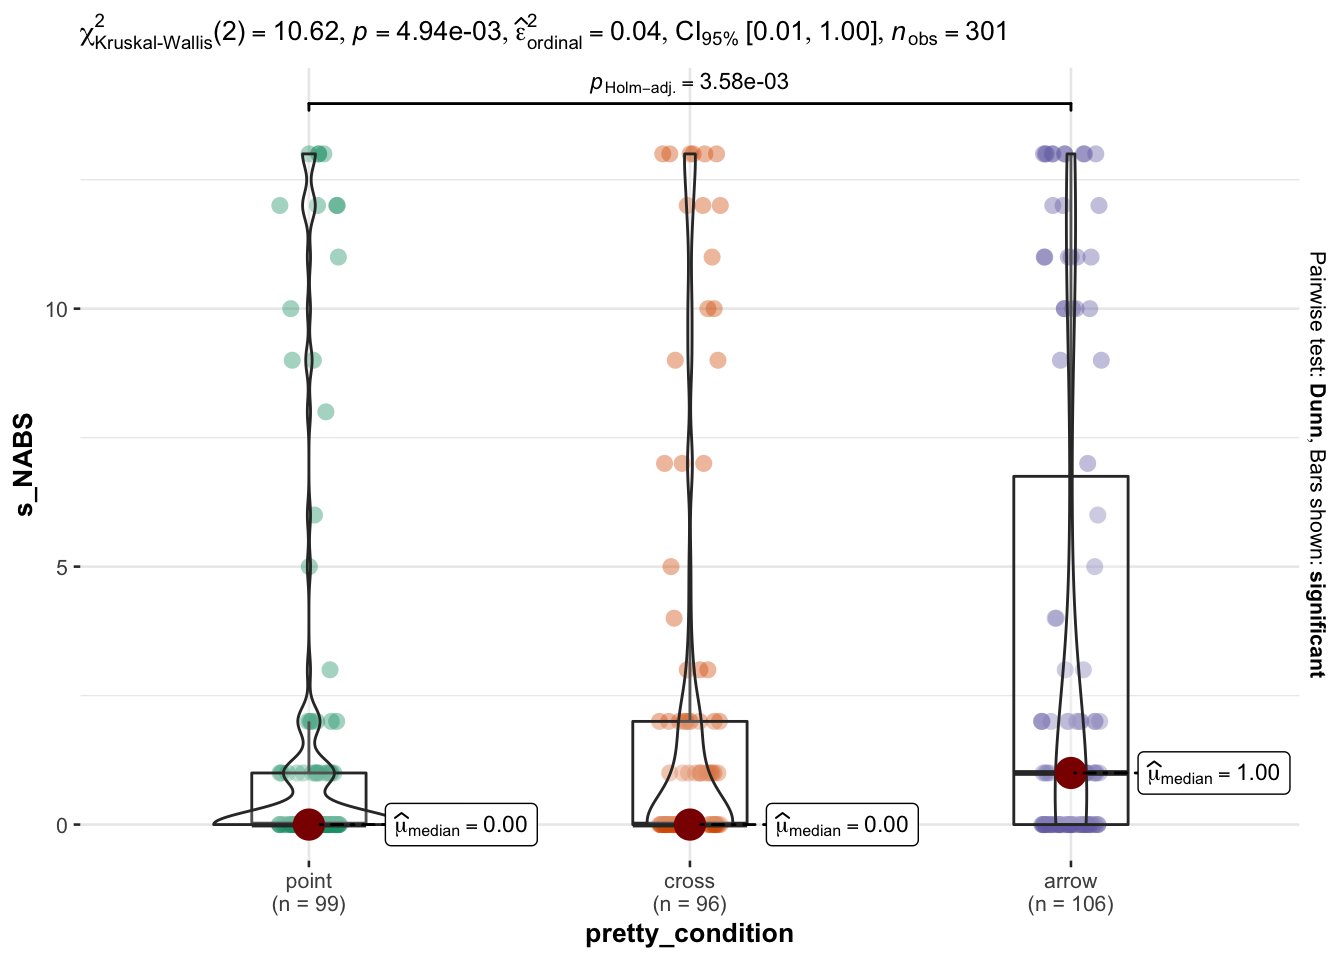 χ²Kruskal-Wallis(2) = 10.62, p = 4.94e-03, ε̂²ordinal = 0.04, CI95% [0.01, 1.00], nobs = 301
pHolm−adj. = 3.58e-03
10
5
0
s_NABS
μ̂median = 0.00
μ̂median = 0.00
μ̂median = 1.00
point
(n = 99)
cross
(n = 96)
arrow
(n = 106)
pretty_condition
Pairwise test: Dunn, Bars shown: significant